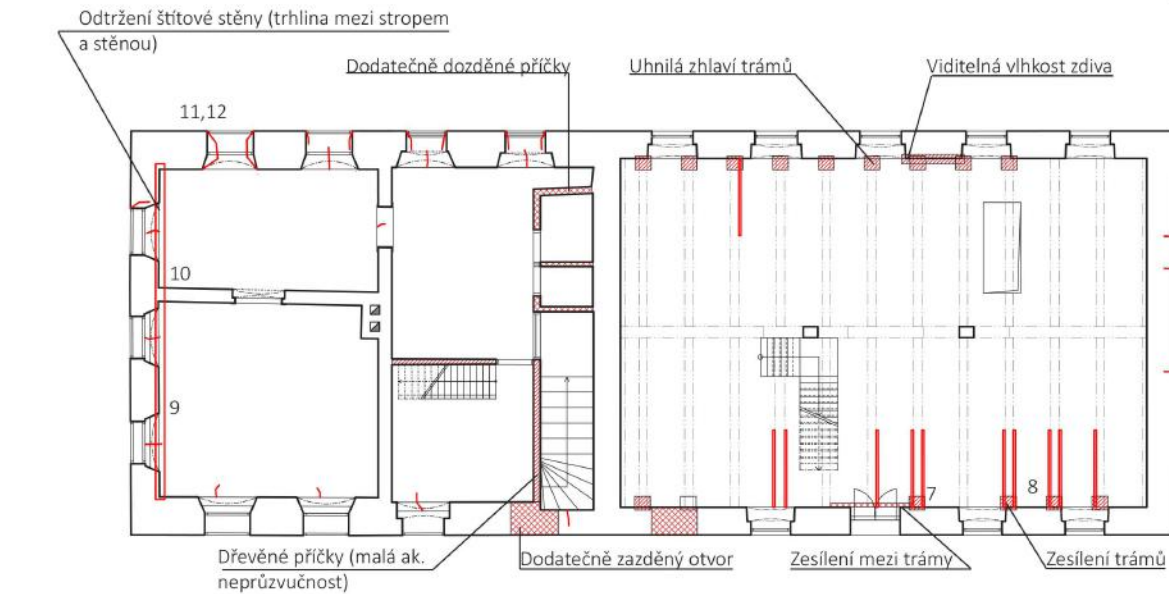 Odtržení štítové stěny (trhlina mezi stropem
a stěnou)
Dodatečně dozděné příčky
Uhnilá zhlaví trámů
Viditelná vlhkost zdiva
11,12
10
9
7
8
Dřevěné příčky (malá ak.
neprůzvučnost)
Dodatečně zazděný otvor
Zesílení mezi trámy
Zesílení trámů